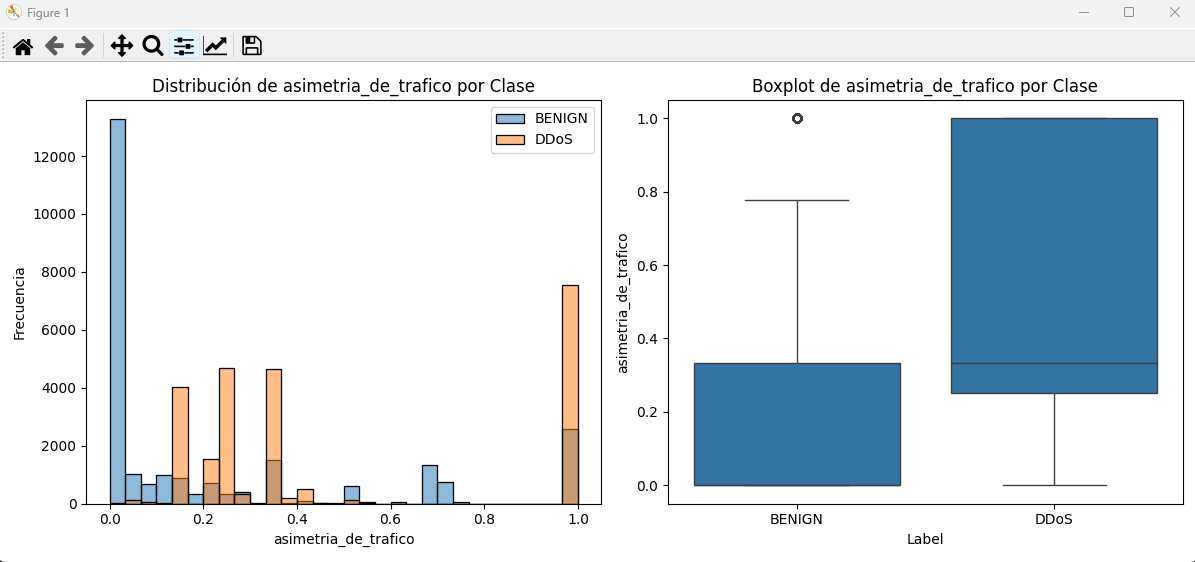 Figure 1
Distribución de asimetria_de_trafico por Clase
BENIGN
DDoS
12000
10000
8000
6000
4000
2000
0
Frecuencia
0.0 0.2 0.4 0.6 0.8 1.0
asimetria_de_trafico
Boxplot de asimetria_de_trafico por Clase
1.0
0.8
0.6
0.4
0.2
0.0
asimetria_de_trafico
BENIGN DDoS
Label